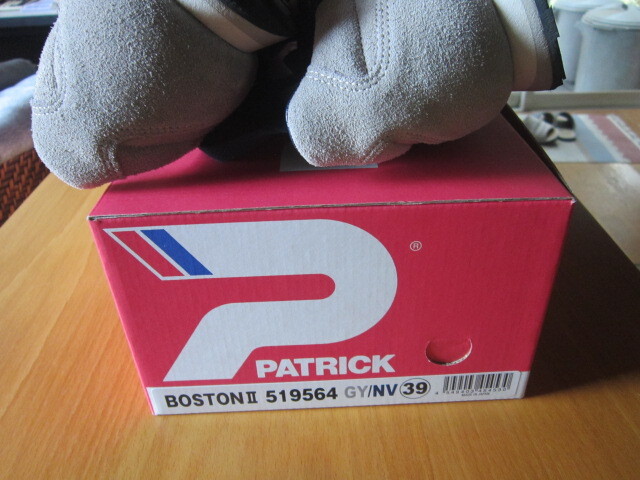 ®
PATRICK
BOSTONⅡ 519564 GY/NV 39